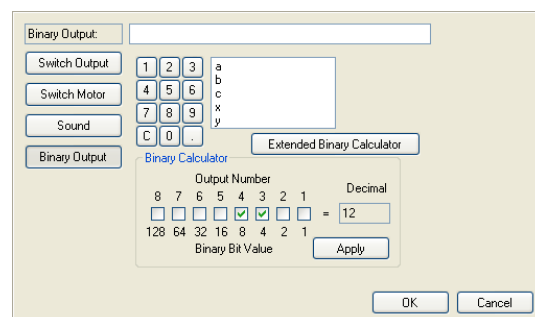 Binary Output:
Switch Output
1 2 3
a
b
Switch Motor
4 5 6
c
x
7 8 9
y
Sound
C 0 .
Extended Binary Calculator
Binary Output
Binary Calculator
Output Number
Decimal
8 7 6 5 4 3 2 1
= 12
128 64 32 16 8 4 2 1
Binary Bit Value
Apply
OK Cancel